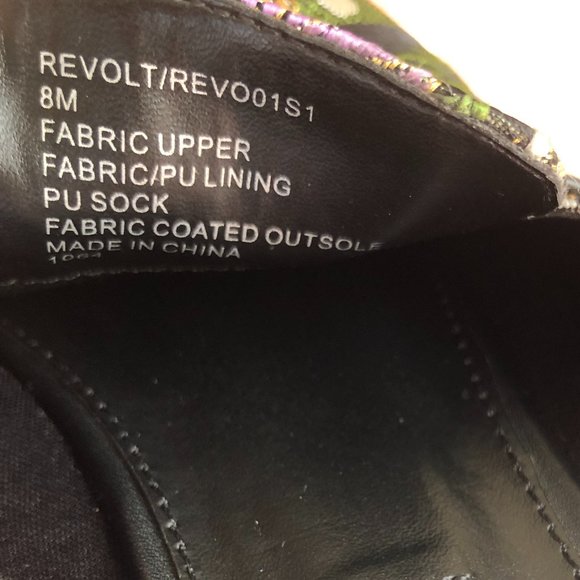 REVOLT/REVO01S1
8M
FABRIC UPPER
FABRIC/PU LINING
PU SOCK
FABRIC COATED OUTSOLE
MADE IN CHINA